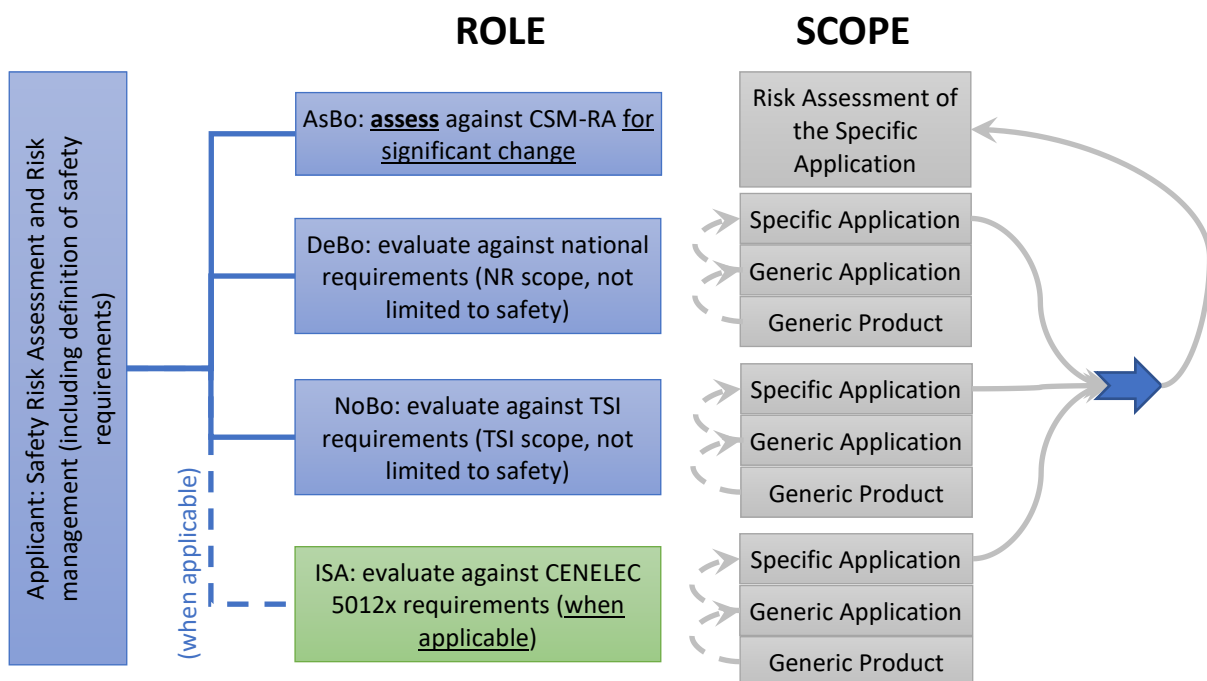 ROLE
SCOPE
Applicant: Safety Risk Assessment and Risk
management (including definition of safety
requirements)
(when applicable)
AsBo: assess against CSM-RA for
significant change
Risk Assessment of
the Specific
Application
DeBo: evaluate against national
requirements (NR scope, not
limited to safety)
Specific Application
Generic Application
Generic Product
NoBo: evaluate against TSI
requirements (TSI scope, not
limited to safety)
Specific Application
Generic Application
Generic Product
ISA: evaluate against CENELEC
5012x requirements (when
applicable)
Specific Application
Generic Application
Generic Product